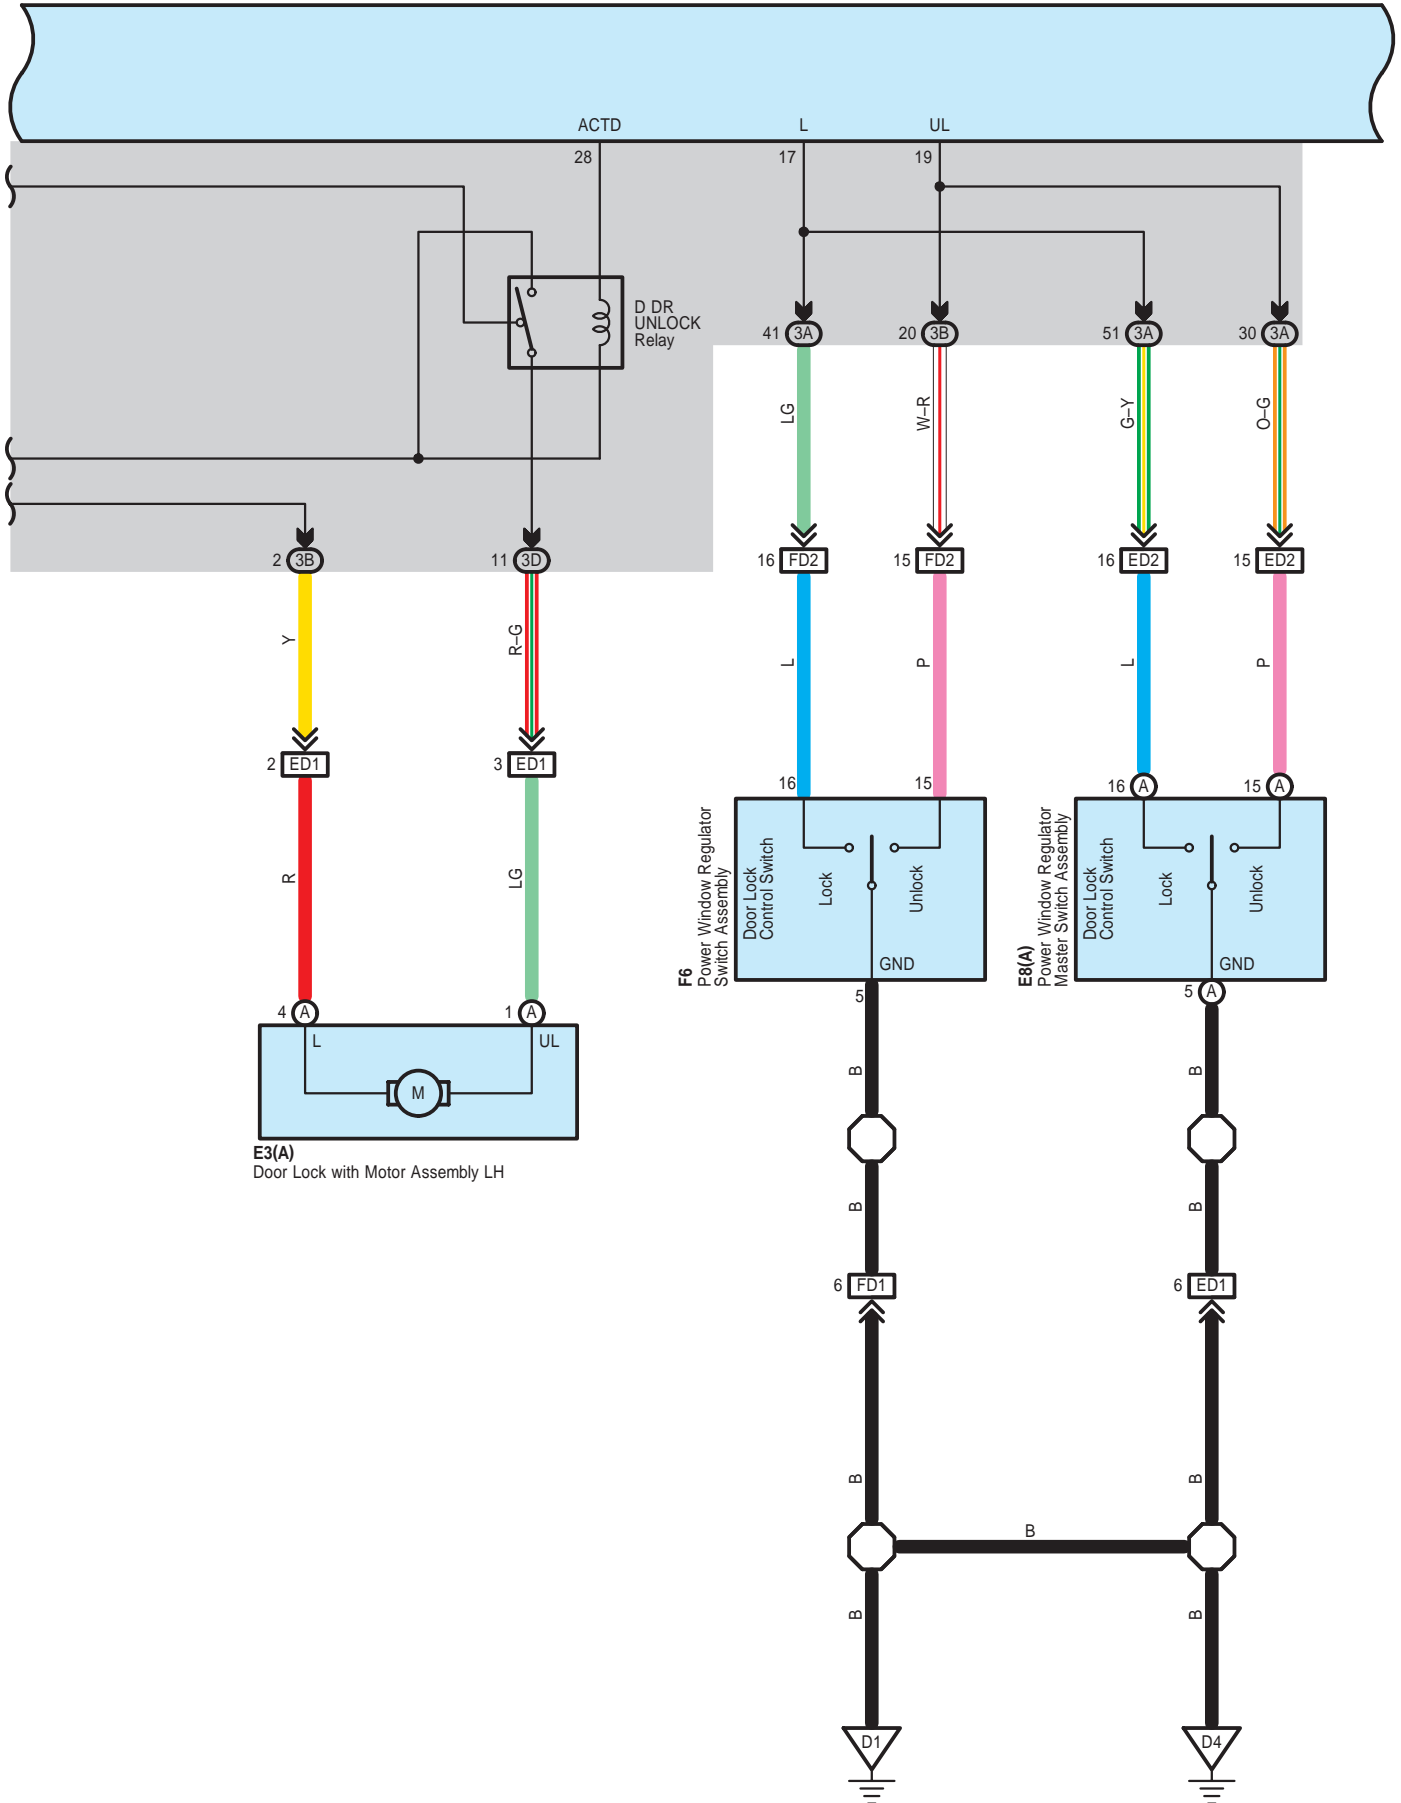 ACTD L UL
28 17 19
D DR
UNLOCK
Relay
41 3A 20 3B 51 3A 30 3A
LG W–R G–Y O–G
2 3B 11 3D 16 FD2 15 FD2 16 ED2 15 ED2
Y R–G L P L P
2 ED1 3 ED1
16 15 16 A 15 A
R LG
F6
Power Window Regulator
Switch Assembly
Door Lock
Control Switch
Lock
Unlock
GND
E8(A)
Power Window Regulator
Master Switch Assembly
Door Lock
Control Switch
Lock
Unlock
GND
5 5 A
4 A 1 A
L UL
M
B B
E3(A)
Door Lock with Motor Assembly LH
B B
6 FD1 6 ED1
B B
B
B B
D1 D4